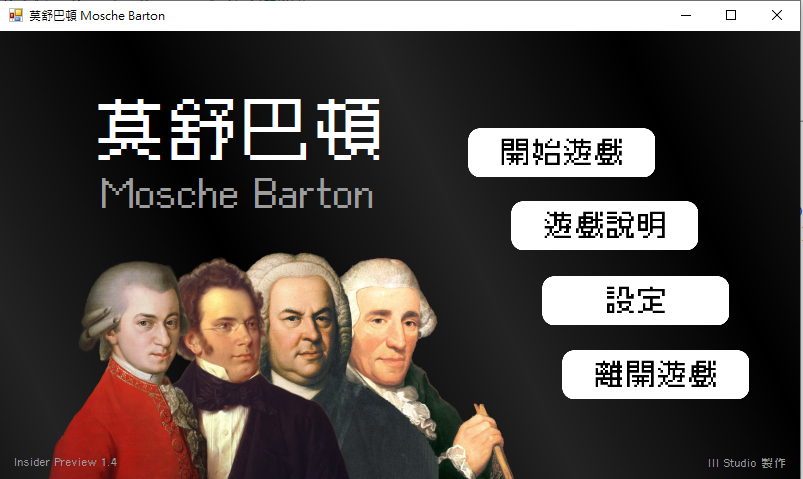 莫舒巴頓 Mosche Barton
莫舒巴頓
Mosche Barton
開始遊戲
遊戲說明
設定
離開遊戲
Insider Preview 1.4
III Studio 製作